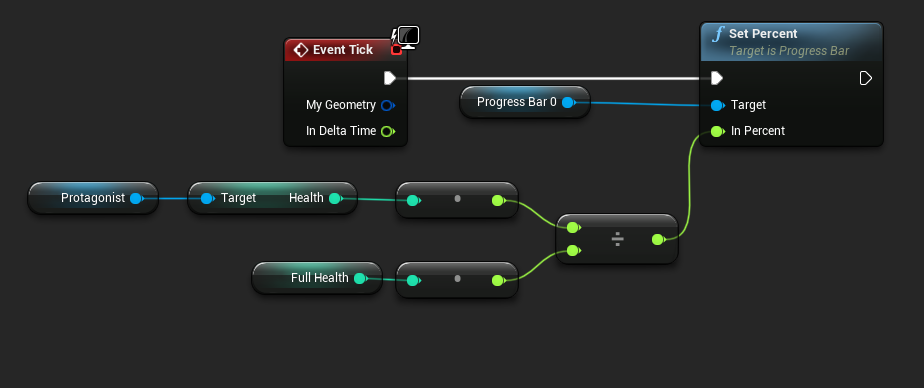 Event Tick
My Geometry
In Delta Time
Progress Bar 0
f Set Percent
Target is Progress Bar
Target
In Percent
Protagonist
Target Health
÷
Full Health